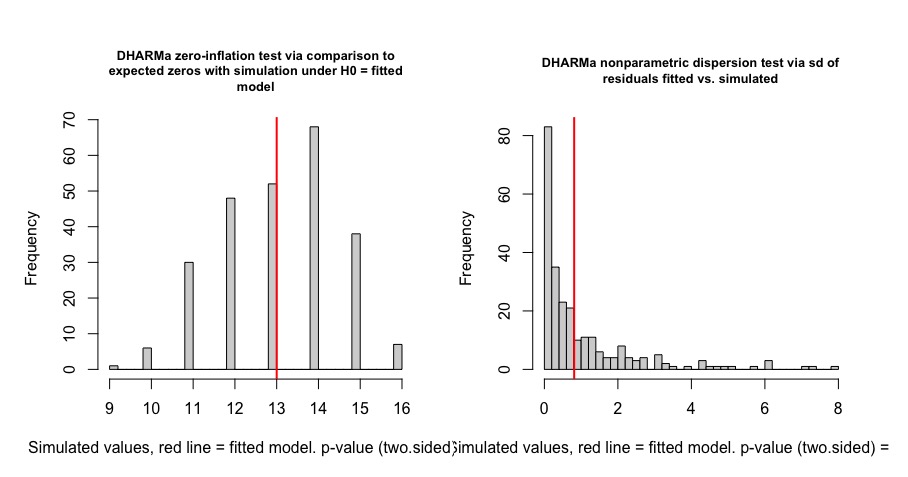 DHARMa zero-inflation test via comparison to
expected zeros with simulation under H0 = fitted
model
Frequency
70
60
50
40
30
20
10
0
9 10 11 12 13 14 15 16
Simulated values, red line = fitted model. p-value (two.sided)
DHARMa nonparametric dispersion test via sd of
residuals fitted vs. simulated
Frequency
80
60
40
20
0
0 2 4 6 8
Simulated values, red line = fitted model. p-value (two.sided) =